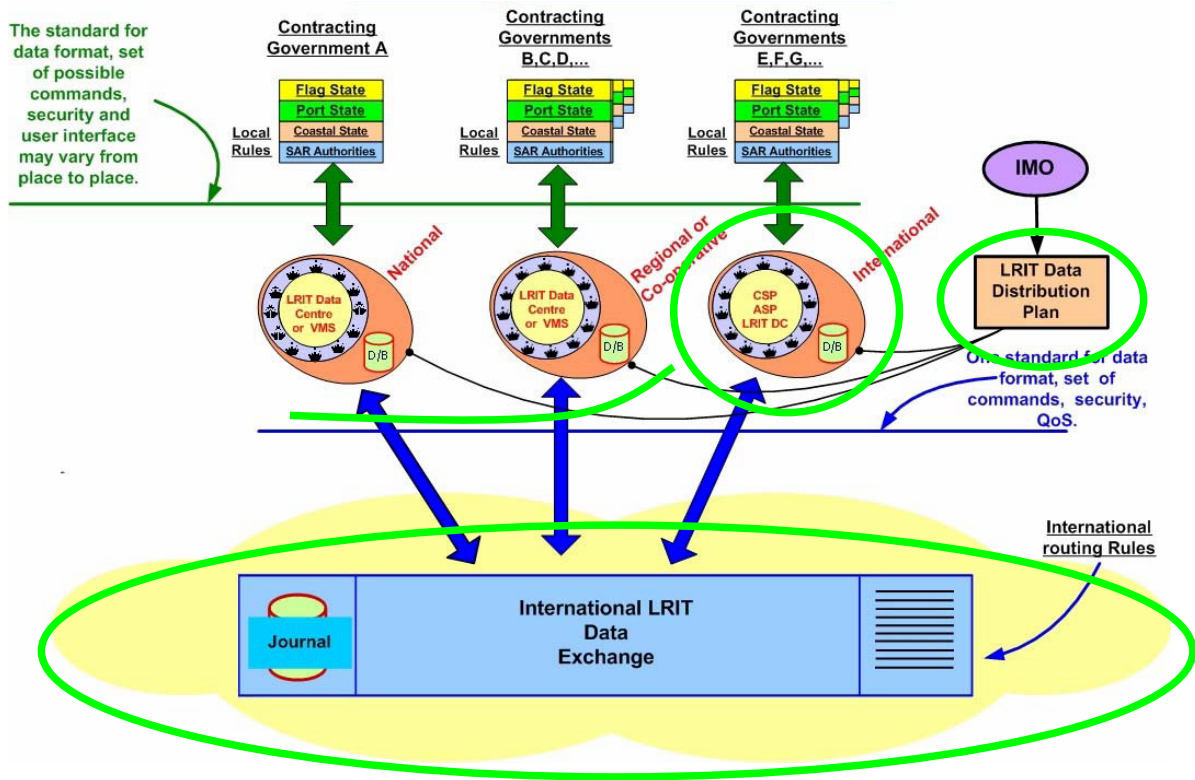 The standard for
data format, set
of possible
commands,
security and
user interface
may vary from
place to place.
Contracting
Government A
Flag State
Port State
Coastal State
SAR Authorities
Local
Rules
Contracting
Governments
B,C,D,...
Flag State
Port State
Coastal State
SAR Authorities
Local
Rules
Contracting
Governments
E,F,G,...
Flag State
Port State
Coastal State
SAR Authorities
Local
Rules
IMO
LRIT Data
Distribution
Plan
National
LRIT Data
Centre
or VMS
D/B
Regional or
Co-operative
LRIT Data
Centre
or VMS
D/B
International
CSP
ASP
LRIT DC
D/B
One standard for data
format, set of
commands, security,
QoS.
International
routing Rules
Journal
International LRIT
Data
Exchange